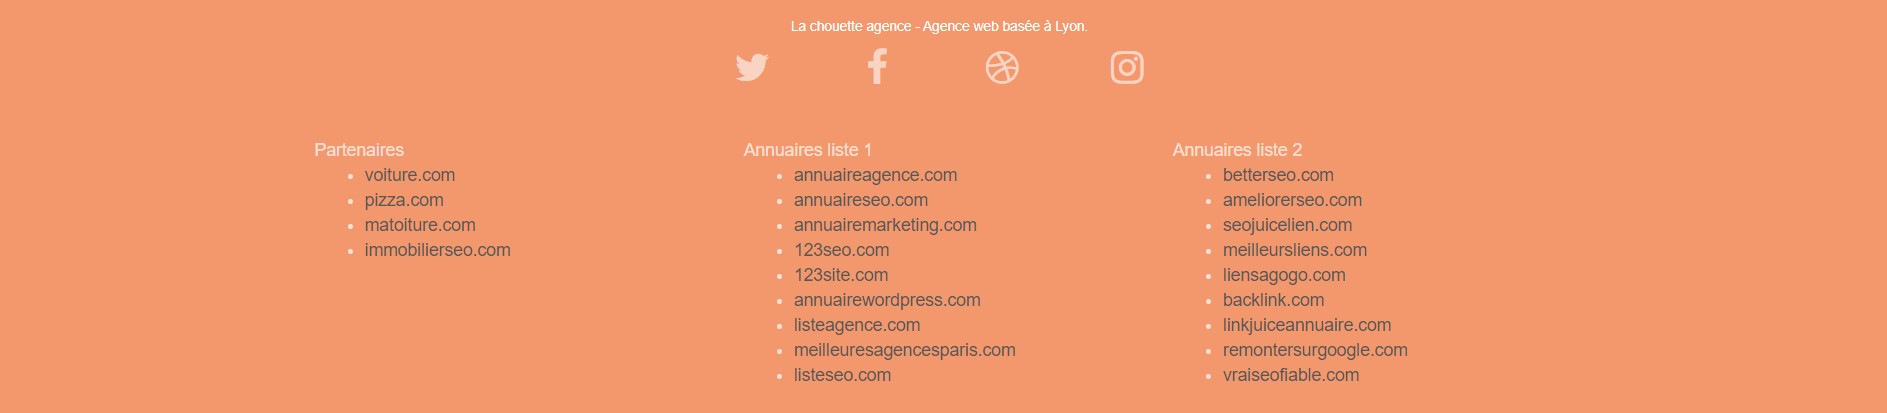 La chouette agence - Agence web basée à Lyon.
Partenaires
voiture.com
pizza.com
matoiture.com
immobilierseo.com
Annuaires liste 1
annuaireagence.com
annuaireseo.com
annuairemarketing.com
123seo.com
123site.com
annuairewordpress.com
listeagence.com
meilleuresagencesparis.com
listeseo.com
Annuaires liste 2
betterseo.com
ameliorerseo.com
seojuicelien.com
meilleursliens.com
liensagogo.com
backlink.com
linkjuiceannuaire.com
remontersurgoogle.com
vraiseofiable.com